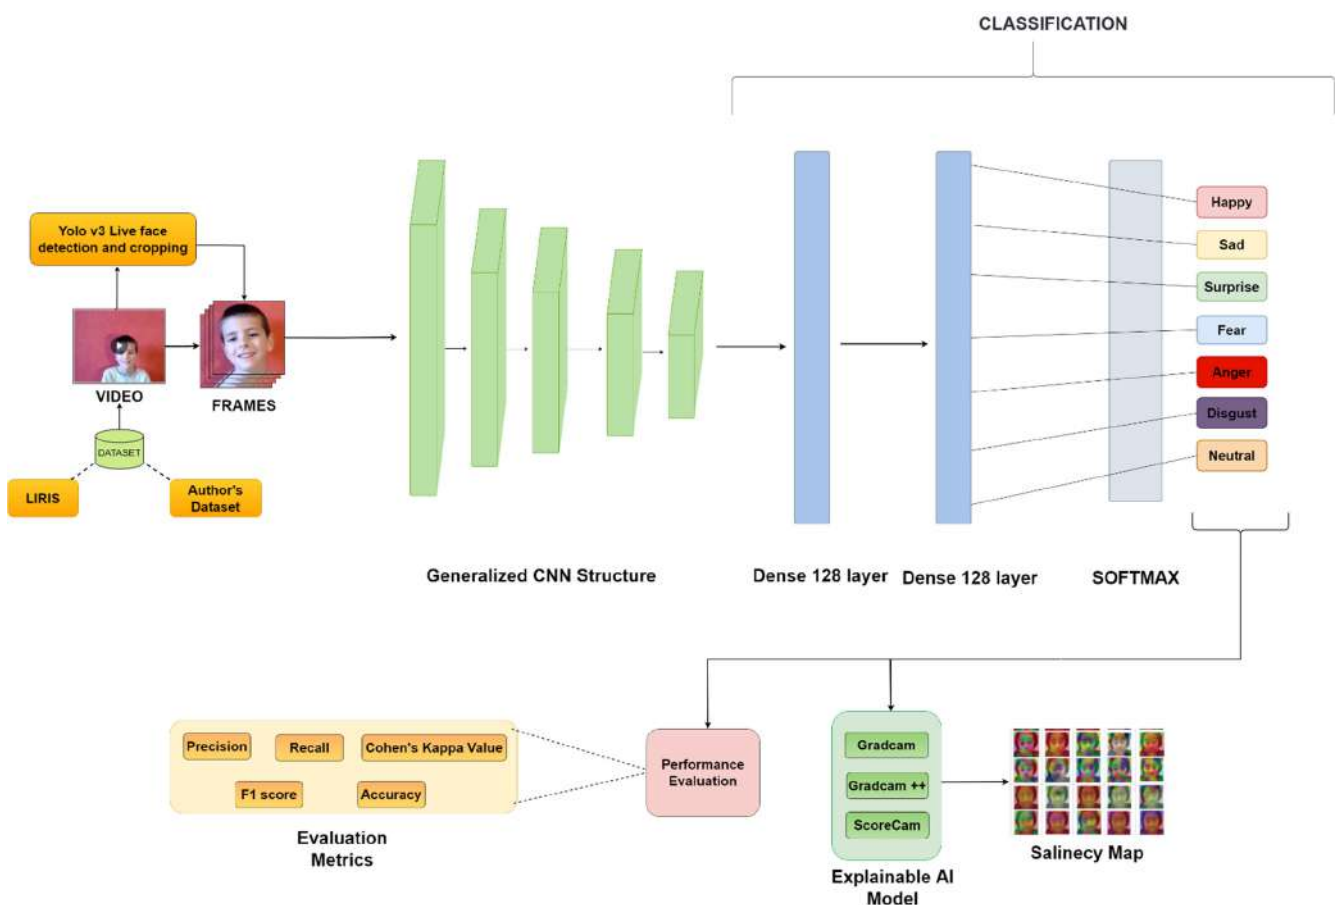 CLASSIFICATION
Yolo v3 Live face
detection and cropping
VIDEO
FRAMES
DATASET
LIRIS
Author's
Dataset
Generalized CNN Structure
Dense 128 layer
Dense 128 layer
SOFTMAX
Happy
Sad
Surprise
Fear
Anger
Disgust
Neutral
Precision
Recall
Cohen's Kappa Value
F1 score
Accuracy
Evaluation
Metrics
Performance
Evaluation
Gradcam
Gradcam ++
ScoreCam
Explainable AI
Model
Salinecy Map